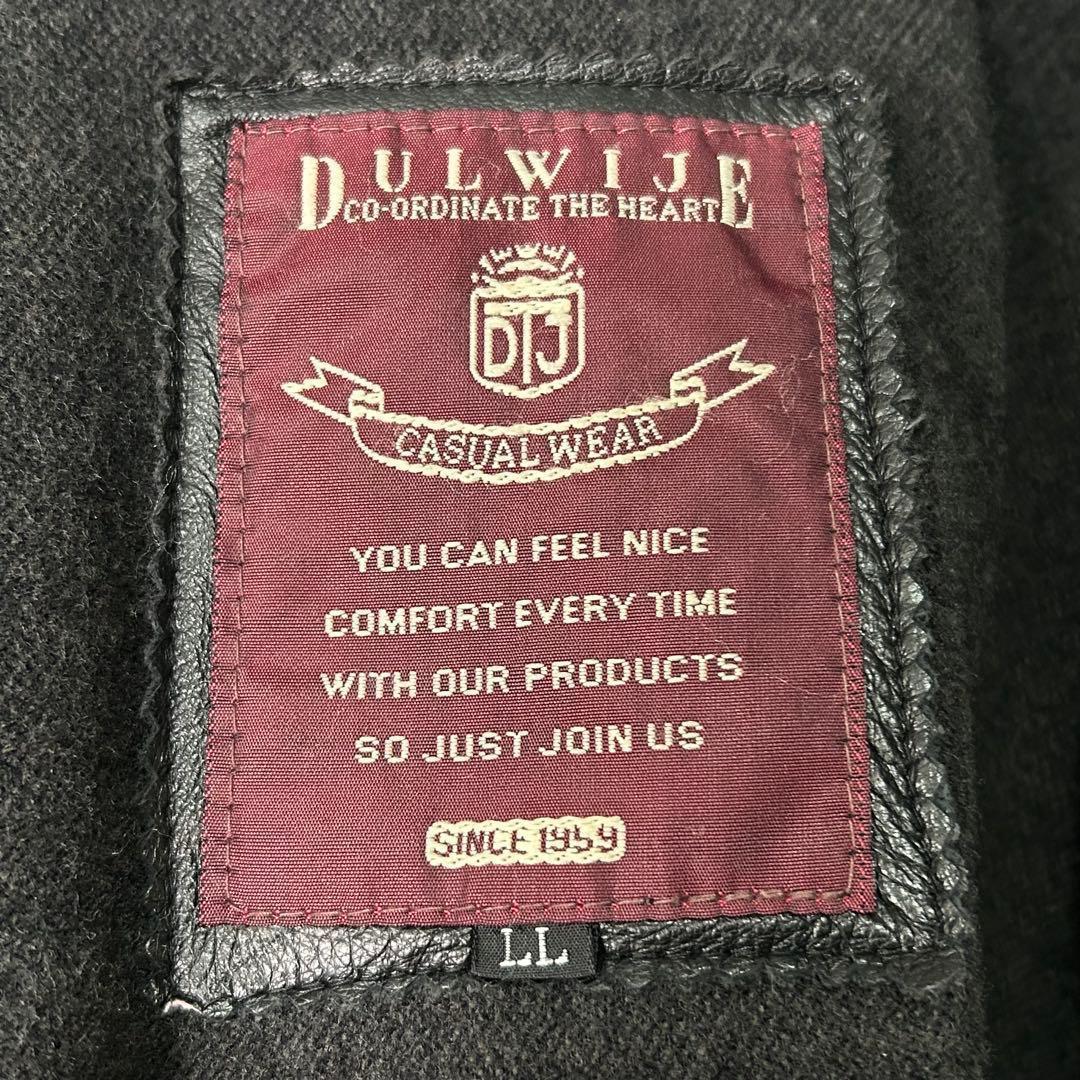 DULWIJE
CO-ORDINATE THE HEART
DTJ
CASUAL WEAR
YOU CAN FEEL NICE
COMFORT EVERY TIME
WITH OUR PRODUCTS
SO JUST JOIN US
SINCE 1959
LL